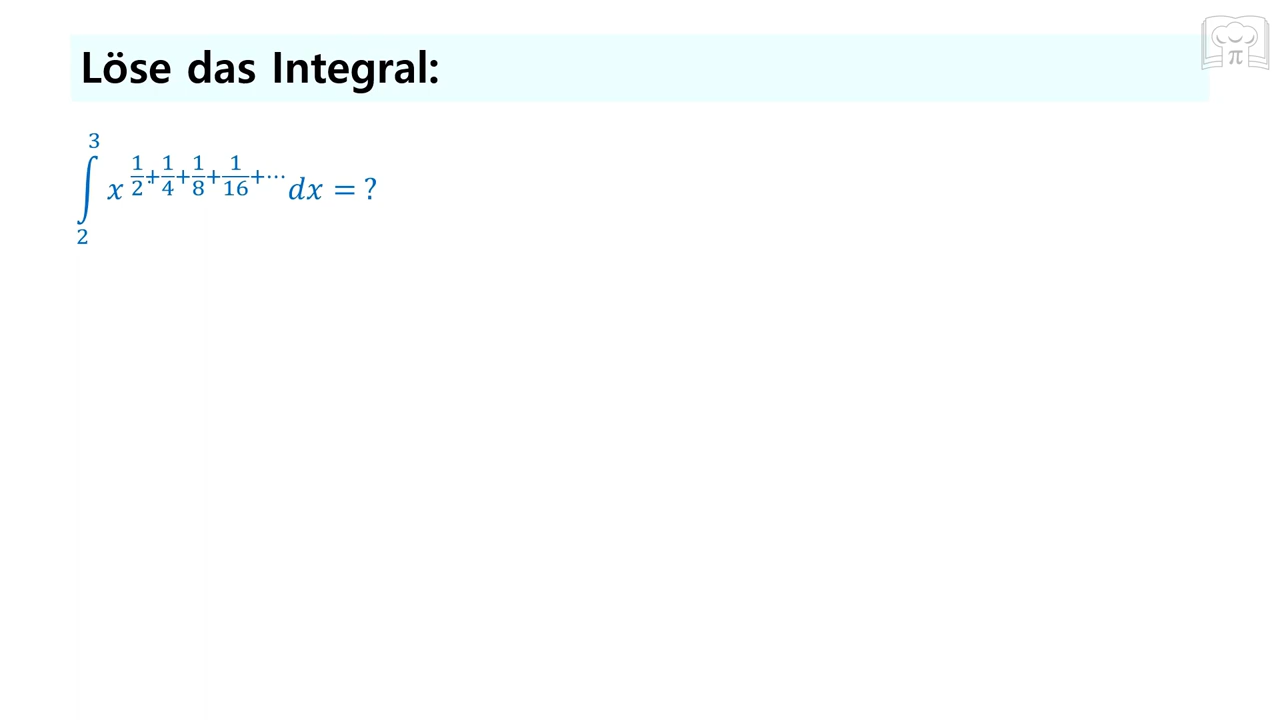 Löse das Integral:
∫₂³ x^(1/2+1/4+1/8+1/16+⋯) dx = ?
π